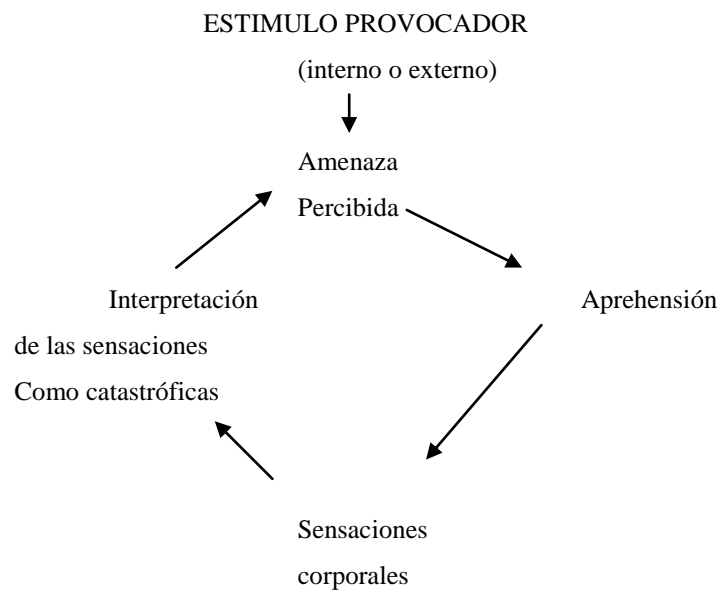 ESTIMULO PROVOCADOR
(interno o externo)
Amenaza
Percibida
Interpretación
de las sensaciones
Como catastróficas
Aprehensión
Sensaciones
corporales